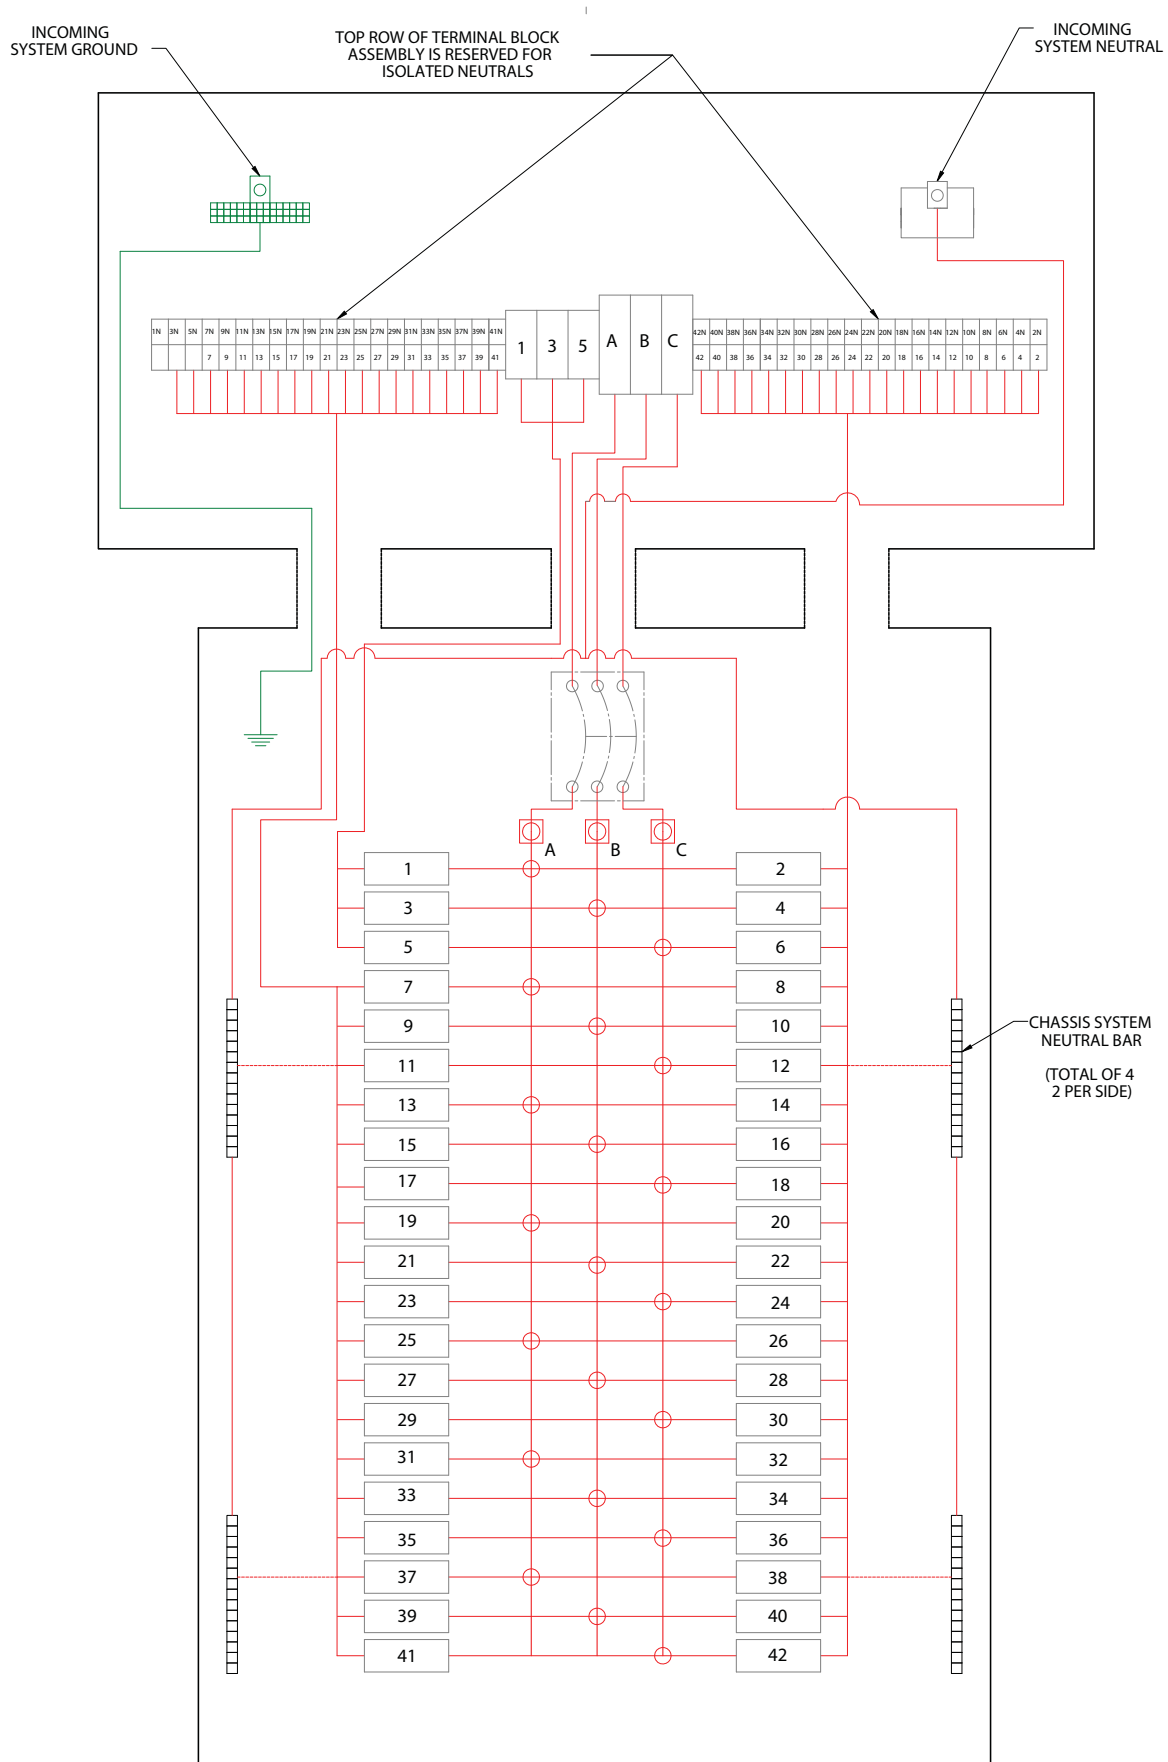 INCOMING
SYSTEM GROUND
TOP ROW OF TERMINAL BLOCK
ASSEMBLY IS RESERVED FOR
ISOLATED NEUTRALS
INCOMING
SYSTEM NEUTRAL
1N 3N 5N 7N 9N 11N 13N 15N 17N 19N 21N 23N 25N 27N 29N 31N 33N 35N 37N 39N 41N
7 9 11 13 15 17 19 21 23 25 27 29 31 33 35 37 39 41
1 3 5 A B C
42N 40N 38N 36N 34N 32N 30N 28N 26N 24N 22N 20N 18N 16N 14N 12N 10N 8N 6N 4N 2N
42 40 38 36 34 32 30 28 26 24 22 20 18 16 14 12 10 8 6 4 2
A B C
1 2
3 4
5 6
7 8
9 10
11 12
13 14
15 16
17 18
19 20
21 22
23 24
25 26
27 28
29 30
31 32
33 34
35 36
37 38
39 40
41 42
CHASSIS SYSTEM
NEUTRAL BAR
(TOTAL OF 4
2 PER SIDE)